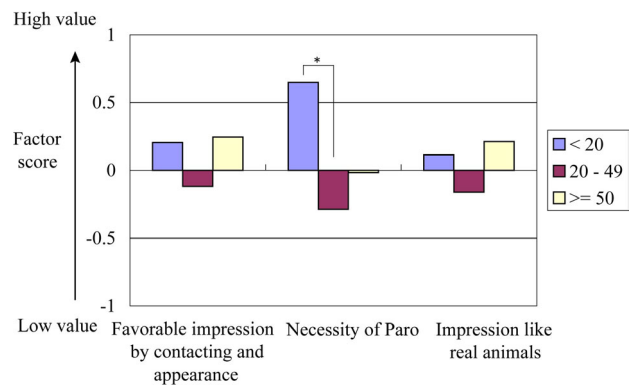 High value
1
*
0.5
Factor
score
0
-0.5
-1
Low value
< 20
20 - 49
>= 50
Favorable impression
by contacting and
appearance
Necessity of Paro
Impression like
real animals